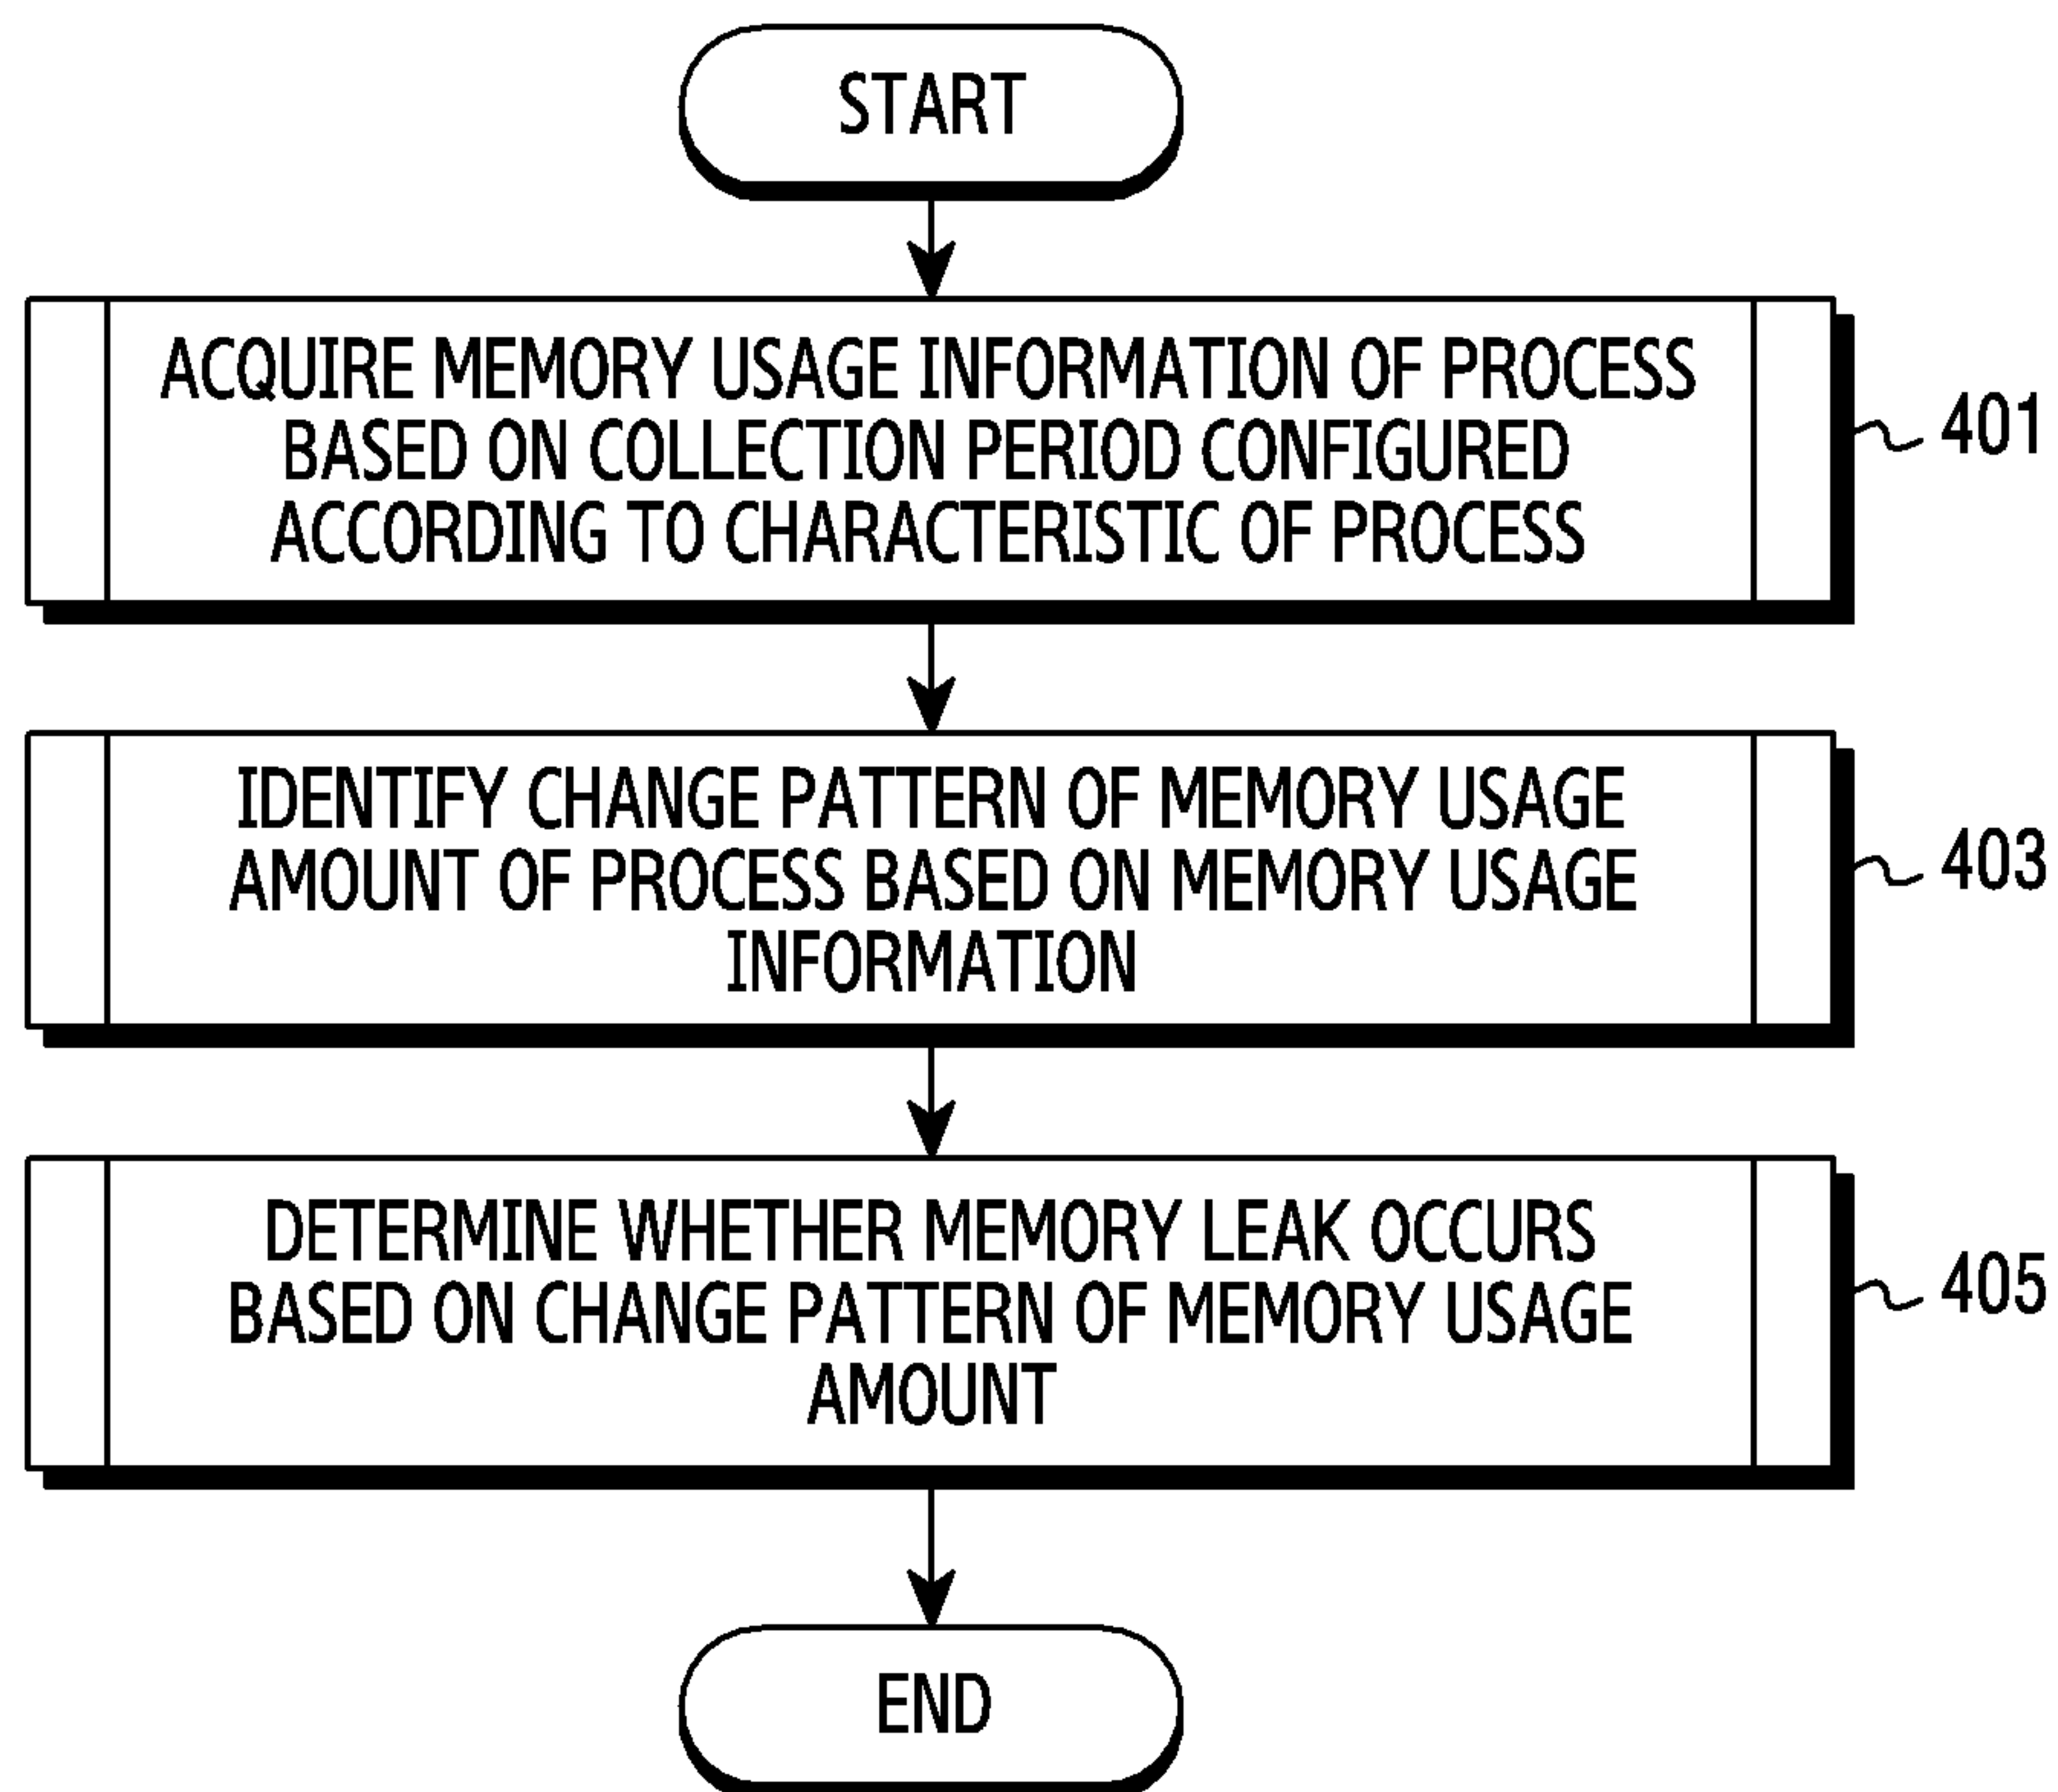 START
ACQUIRE MEMORY USAGE INFORMATION OF PROCESS
BASED ON COLLECTION PERIOD CONFIGURED
ACCORDING TO CHARACTERISTIC OF PROCESS
401
IDENTIFY CHANGE PATTERN OF MEMORY USAGE
AMOUNT OF PROCESS BASED ON MEMORY USAGE
INFORMATION
403
DETERMINE WHETHER MEMORY LEAK OCCURS
BASED ON CHANGE PATTERN OF MEMORY USAGE
AMOUNT
405
END